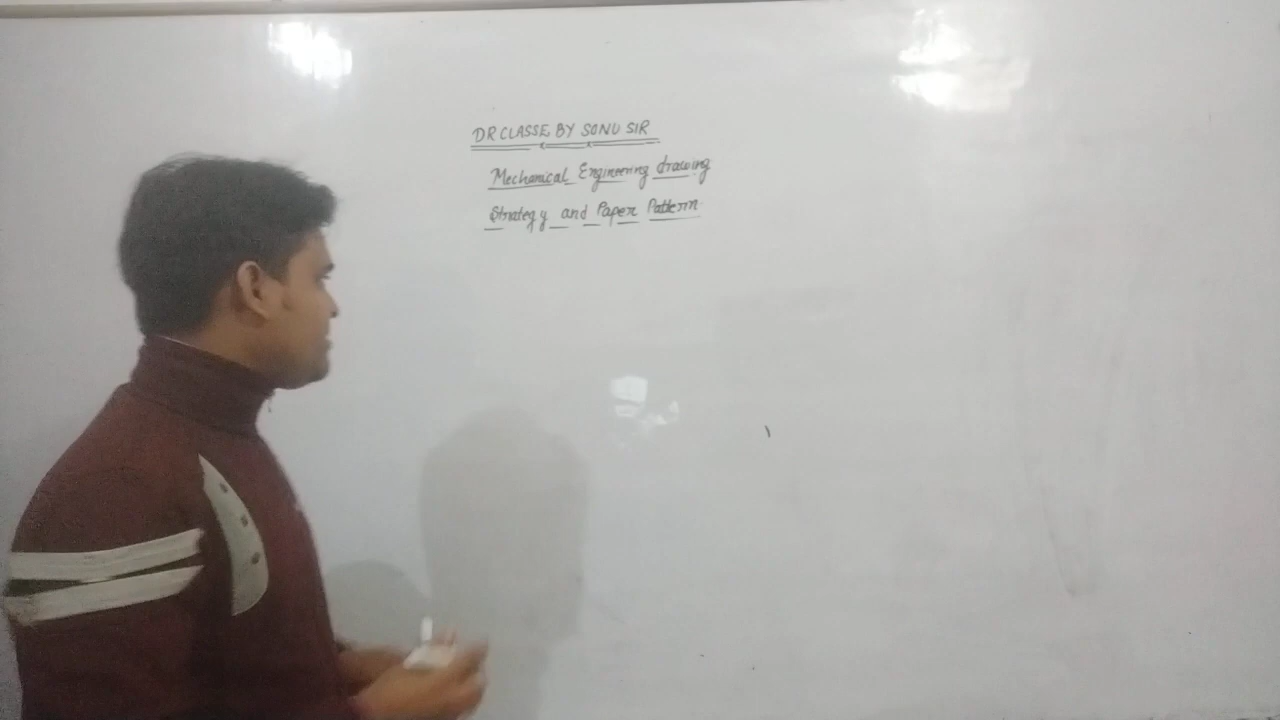 DR CLASSE BY SONU SIR
Mechanical Engineering drawing
Strategy and Paper Pattern